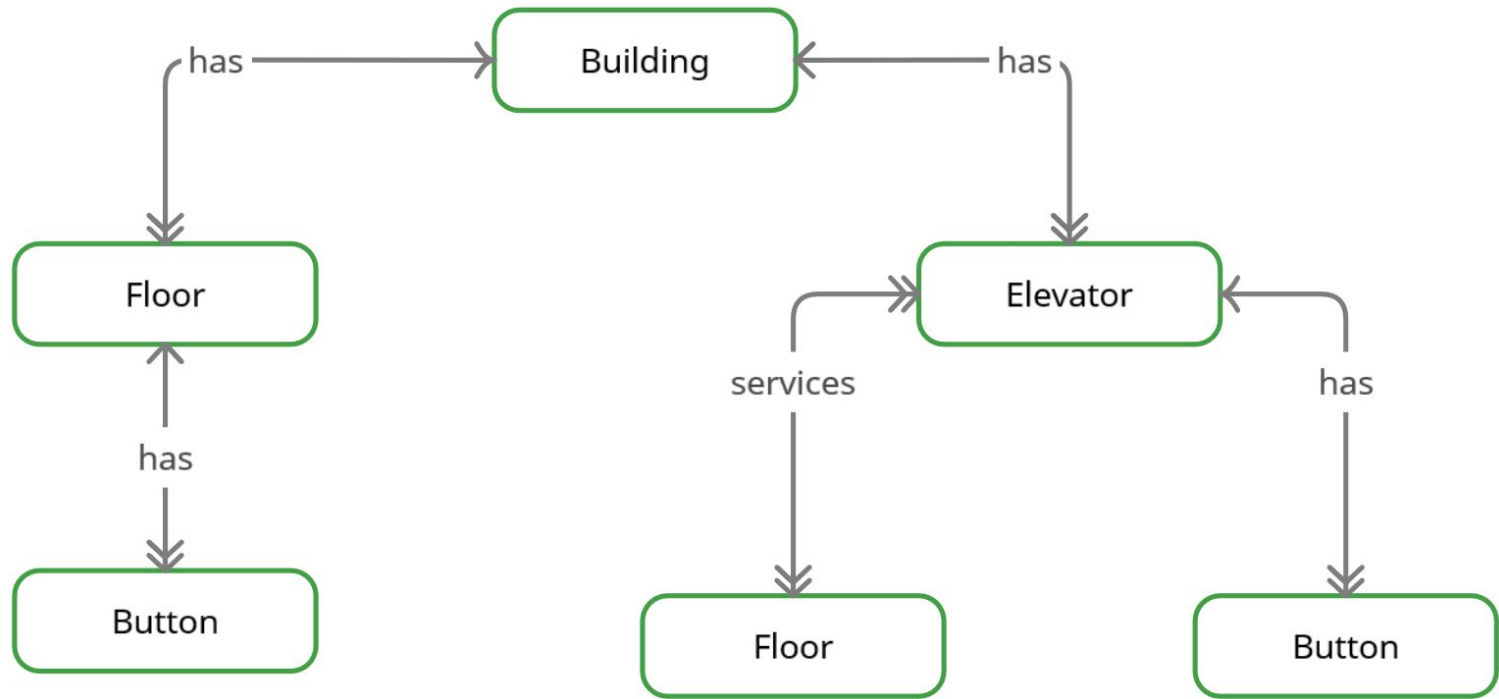 has
Building
has
Floor
Elevator
services
has
has
Button
Floor
Button